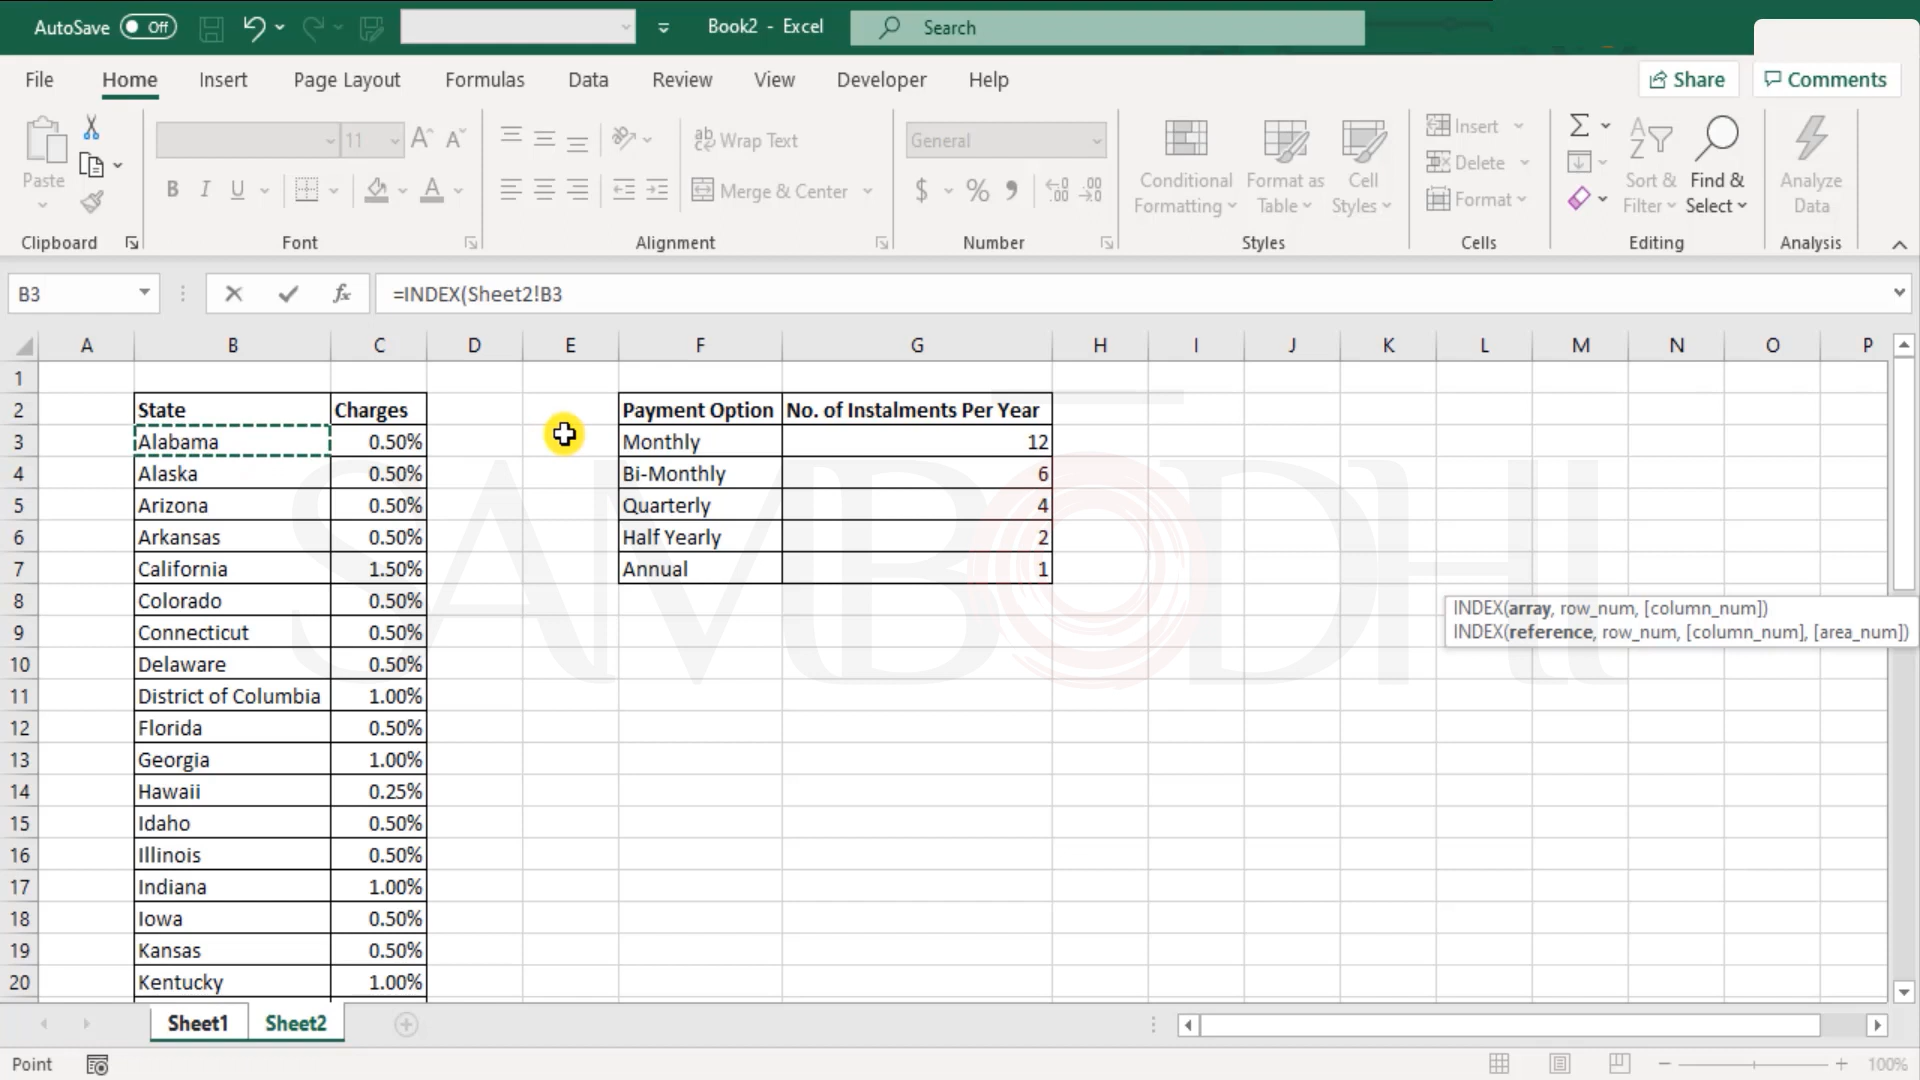 AutoSave Off Book2 - Excel Search
File Home Insert Page Layout Formulas Data Review View Developer Help Share Comments
Paste 11 A A ab Wrap Text General Conditional Formatting Format as Table Cell Styles Insert Delete Format Sort & Filter Find & Select Analyze Data
B I U A Merge & Center $ %
Clipboard Font Alignment Number Styles Cells Editing Analysis
B3 fx =INDEX(Sheet2!B3
A B C D E F G H I J K L M N O P
1
2 State Charges Payment Option No. of Instalments Per Year
3 Alabama 0.50% Monthly 12
4 Alaska 0.50% Bi-Monthly 6
5 Arizona 0.50% Quarterly 4
6 Arkansas 0.50% Half Yearly 2
7 California 1.50% Annual 1
8 Colorado 0.50%
INDEX(array, row_num, [column_num])
INDEX(reference, row_num, [column_num], [area_num])
9 Connecticut 0.50%
10 Delaware 0.50%
11 District of Columbia 1.00%
12 Florida 0.50%
13 Georgia 1.00%
14 Hawaii 0.25%
15 Idaho 0.50%
16 Illinois 0.50%
17 Indiana 1.00%
18 Iowa 0.50%
19 Kansas 0.50%
20 Kentucky 1.00%
SAMBODHI
Sheet1 Sheet2
Point 100%